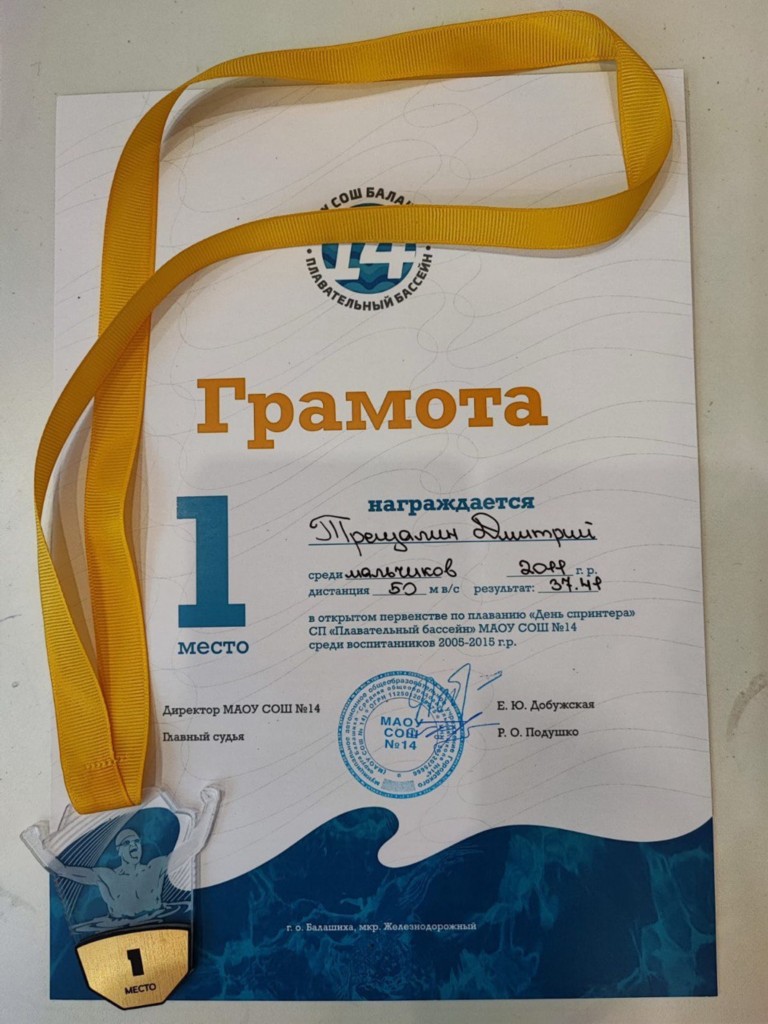 СОШ БАЛА
14
• ПЛАВАТЕЛЬНЫЙ БАССЕЙН •
Грамота
1
место
награждается
Трещалин Дмитрий
среди мальчиков 2011 г. р.
дистанция 50 м в/с результат: 37.41
в открытом первенстве по плаванию «День спринтера»
СП «Плавательный бассейн» МАОУ СОШ №14
среди воспитанников 2005-2015 г.р.
Директор МАОУ СОШ №14
Е. Ю. Добужская
Главный судья
Р. О. Подушко
МАОУ
СОШ
№14
г. о. Балашиха, мкр. Железнодорожный
1
МЕСТО